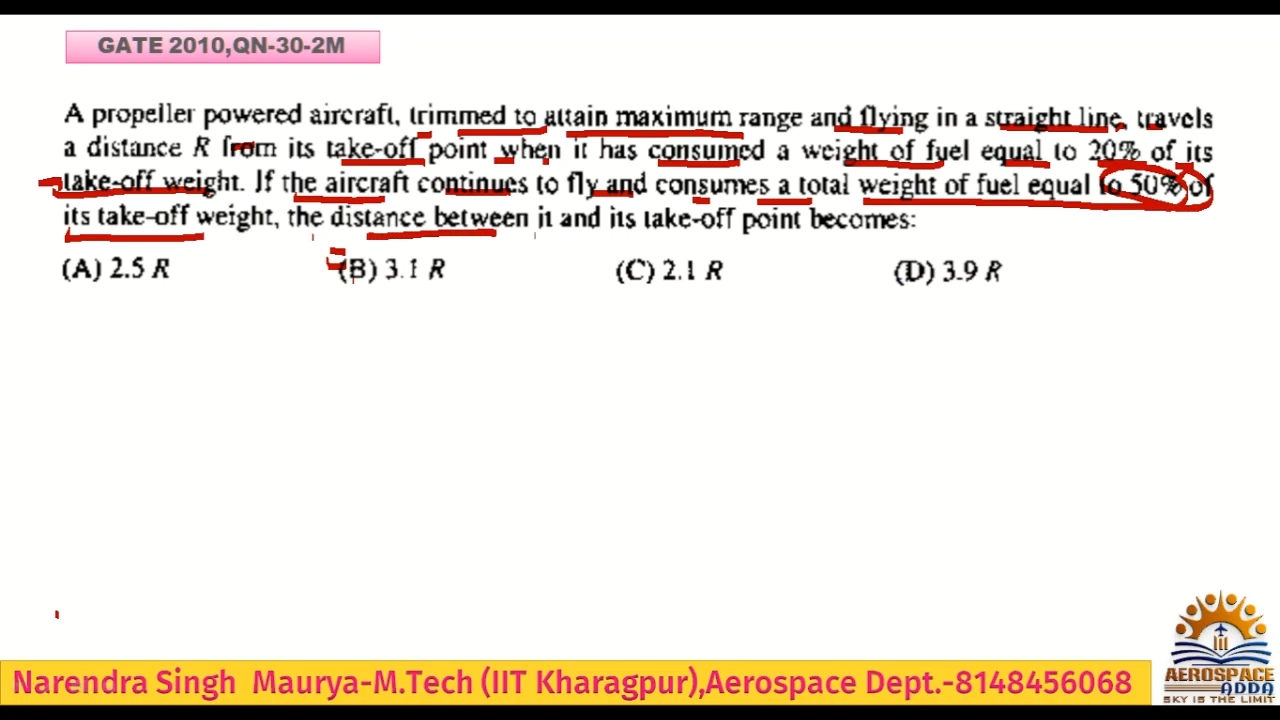 GATE 2010,QN-30-2M
A propeller powered aircraft, trimmed to attain maximum range and flying in a straight line, travels
a distance R from its take-off point when it has consumed a weight of fuel equal to 20% of its
take-off weight. If the aircraft continues to fly and consumes a total weight of fuel equal to 50% of
its take-off weight, the distance between it and its take-off point becomes:
(A) 2.5 R (B) 3.1 R (C) 2.1 R (D) 3.9 R
Narendra Singh Maurya-M.Tech (IIT Kharagpur),Aerospace Dept.-8148456068
AEROSPACE
ADDA
SKY IS THE LIMIT